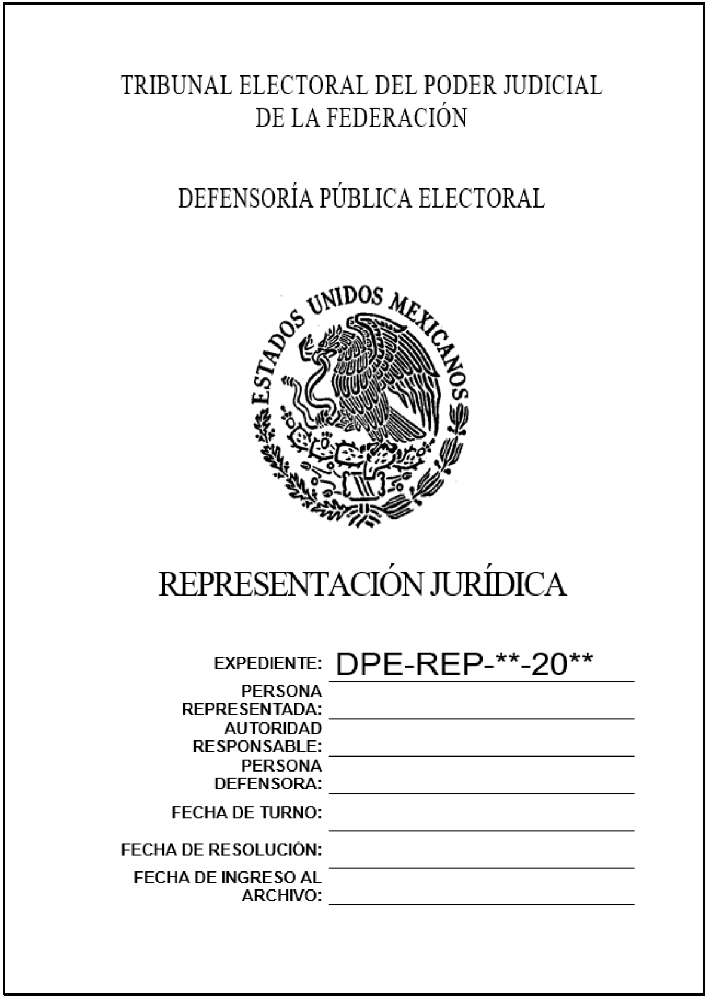 TRIBUNAL ELECTORAL DEL PODER JUDICIAL
DE LA FEDERACIÓN
DEFENSORÍA PÚBLICA ELECTORAL
ESTADOS UNIDOS MEXICANOS
REPRESENTACIÓN JURÍDICA
EXPEDIENTE: DPE-REP-**-20**
PERSONA
REPRESENTADA:
AUTORIDAD
RESPONSABLE:
PERSONA
DEFENSORA:
FECHA DE TURNO:
FECHA DE RESOLUCIÓN:
FECHA DE INGRESO AL
ARCHIVO: